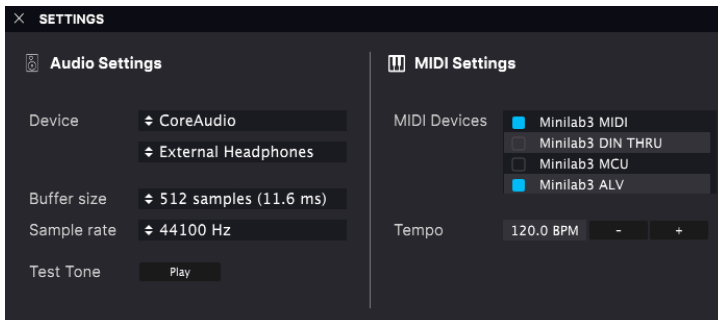 SETTINGS
Audio Settings
Device
CoreAudio
External Headphones
Buffer size
512 samples (11.6 ms)
Sample rate
44100 Hz
Test Tone
Play
MIDI Settings
MIDI Devices
Minilab3 MIDI
Minilab3 DIN THRU
Minilab3 MCU
Minilab3 ALV
Tempo
120.0 BPM
-
+